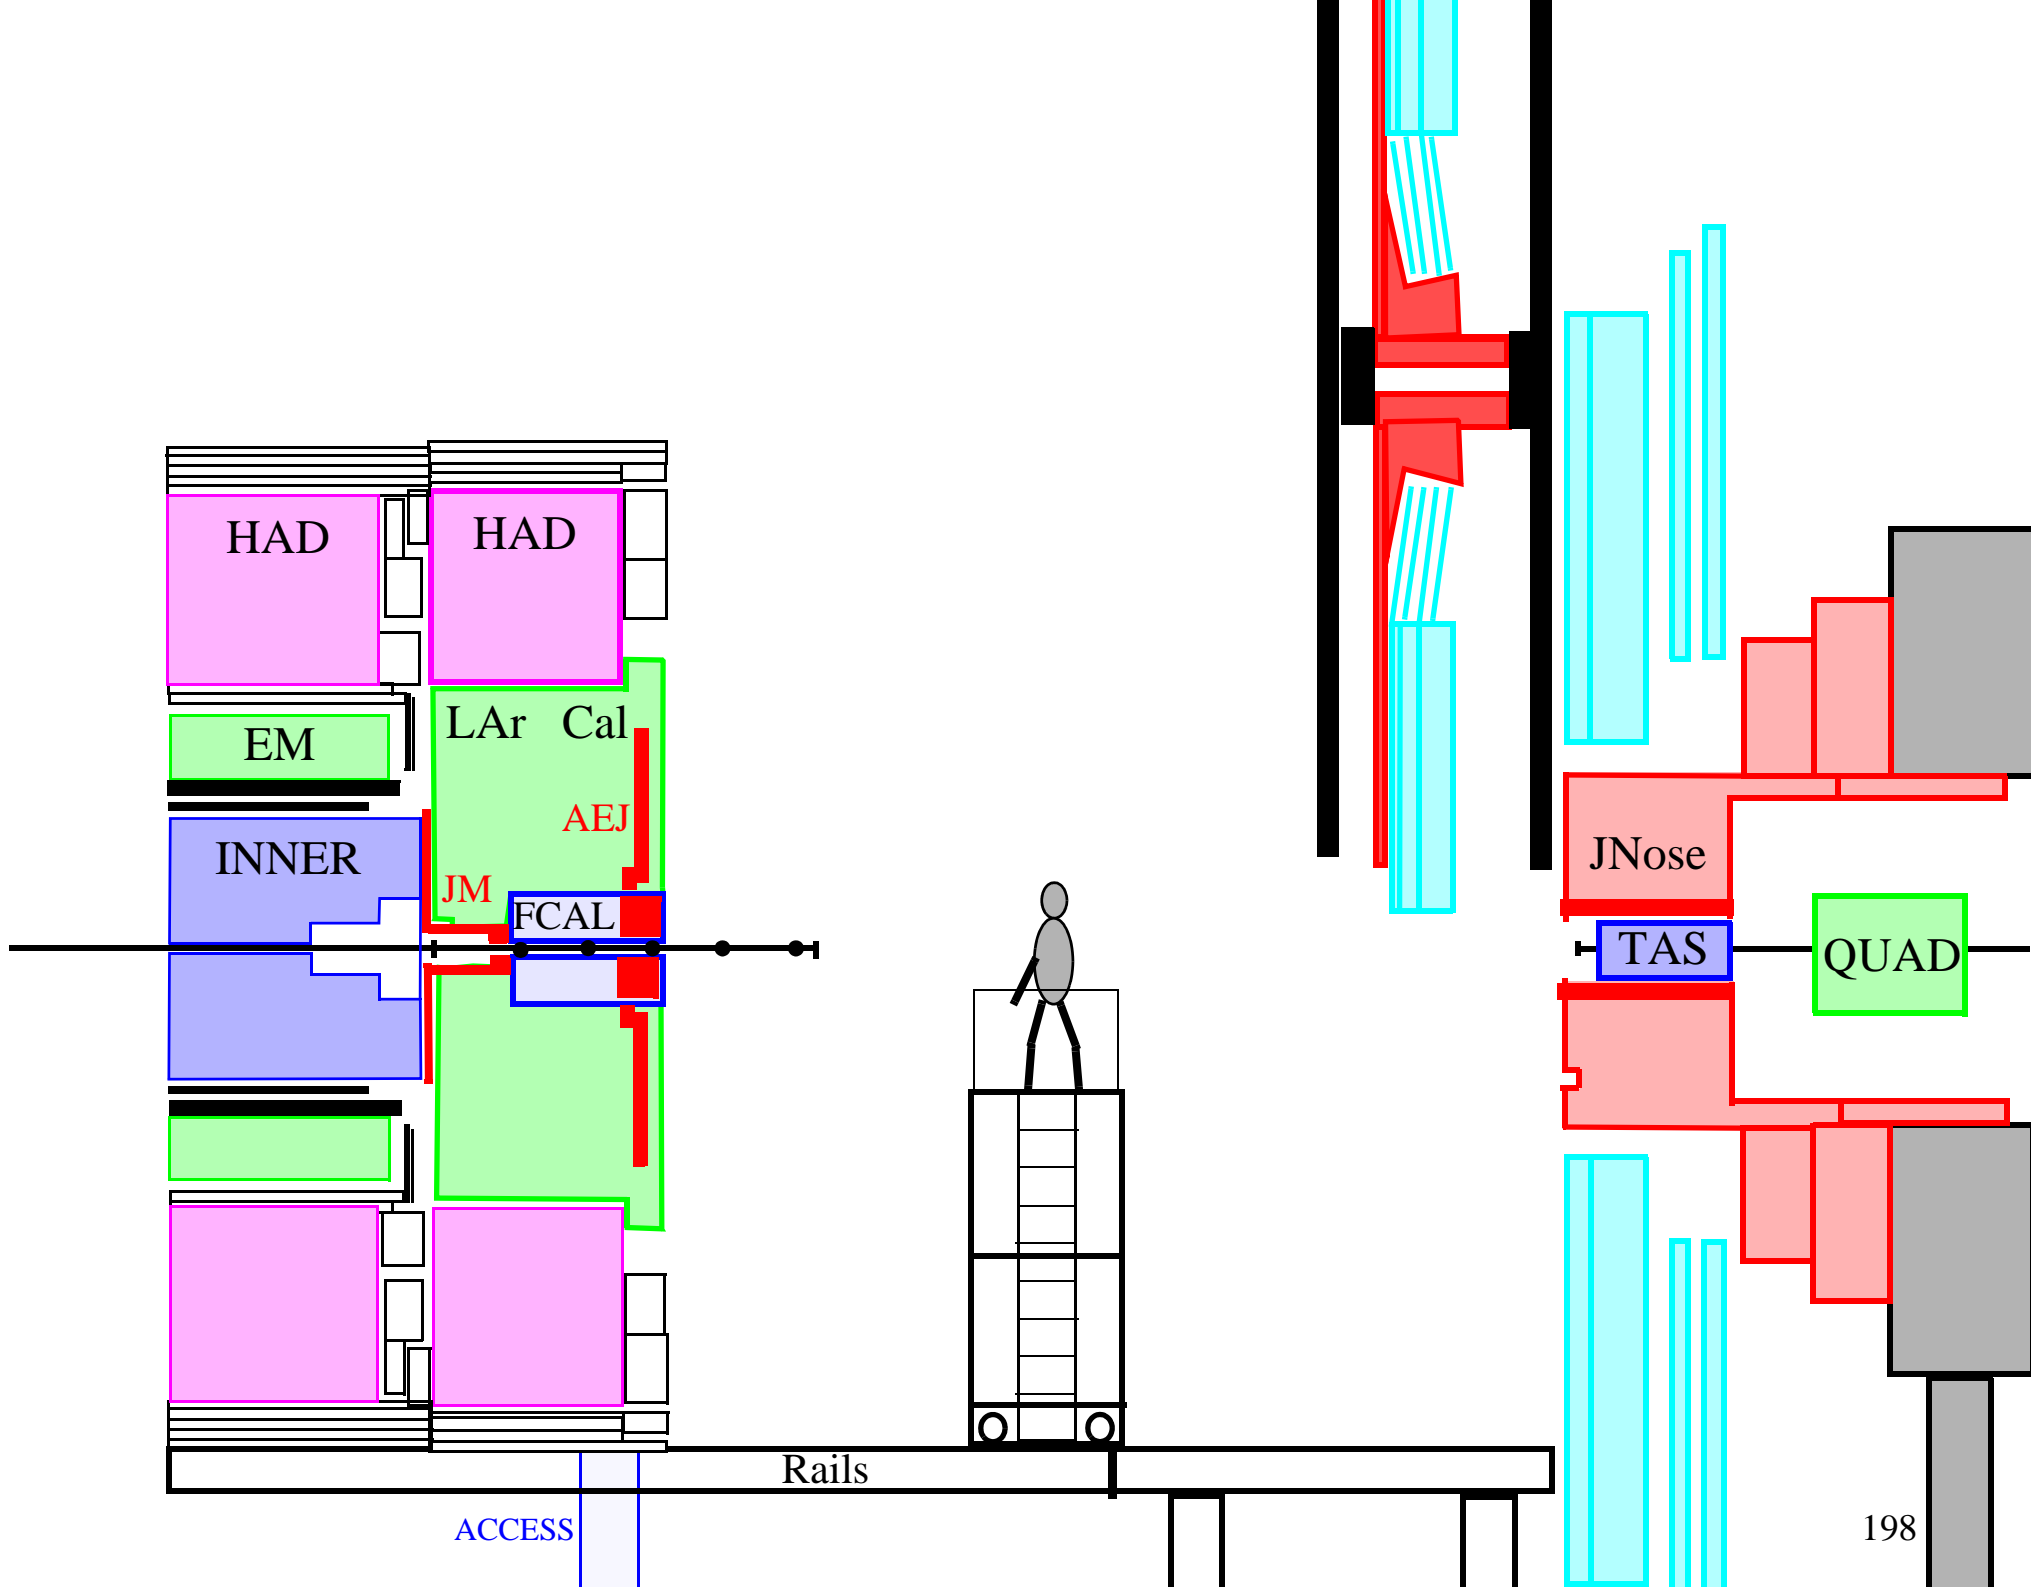 HAD HAD
LAr Cal
EM
AEJ
INNER
JNose
JM
FCAL
TAS
QUAD
Rails
ACCESS
198